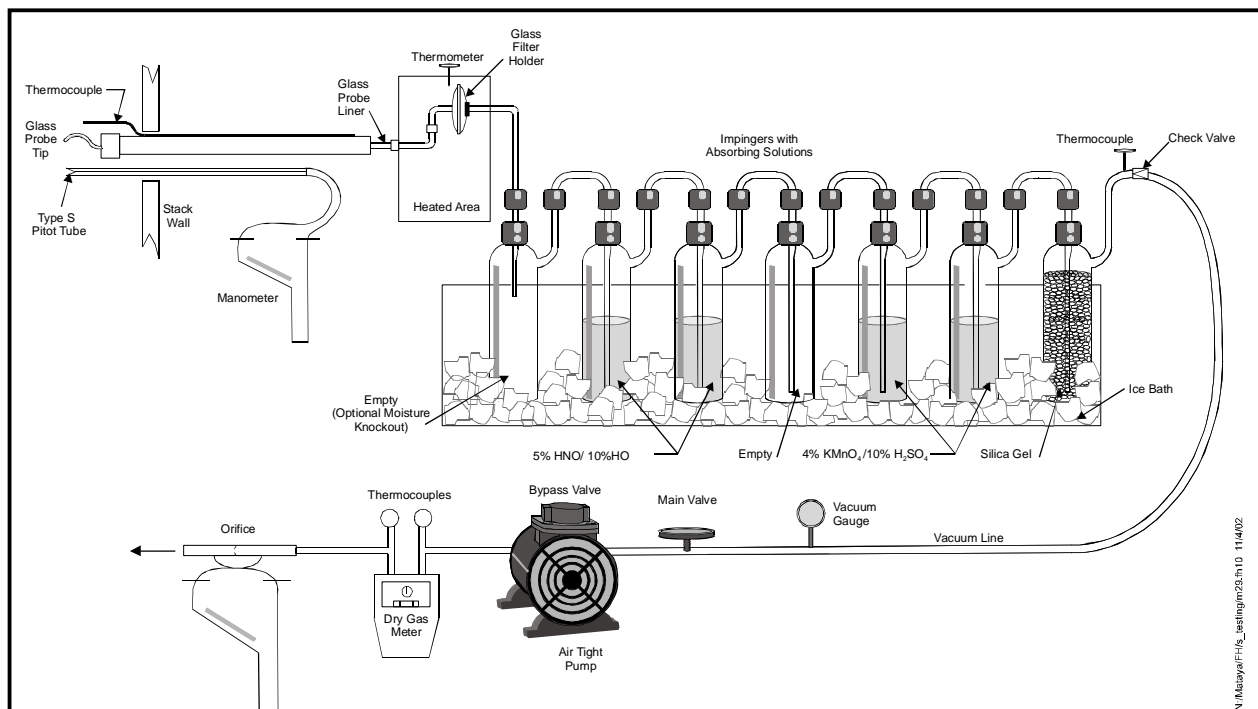 Thermometer
Glass
Filter
Holder
Thermocouple
Glass
Probe
Liner
Glass
Probe
Tip
Impingers with
Absorbing Solutions
Thermocouple
Check Valve
Type S
Pitot Tube
Stack
Wall
Heated Area
Manometer
Empty
(Optional Moisture
Knockout)
Ice Bath
5% HNO/ 10%HO
Empty
4% KMnO₄/10% H₂SO₄
Silica Gel
Thermocouples
Bypass Valve
Main Valve
Vacuum
Gauge
Orifice
Vacuum Line
Dry Gas
Meter
Air Tight
Pump
N:/Mataya/FH/s_testing/m29.fh10 11/4/02